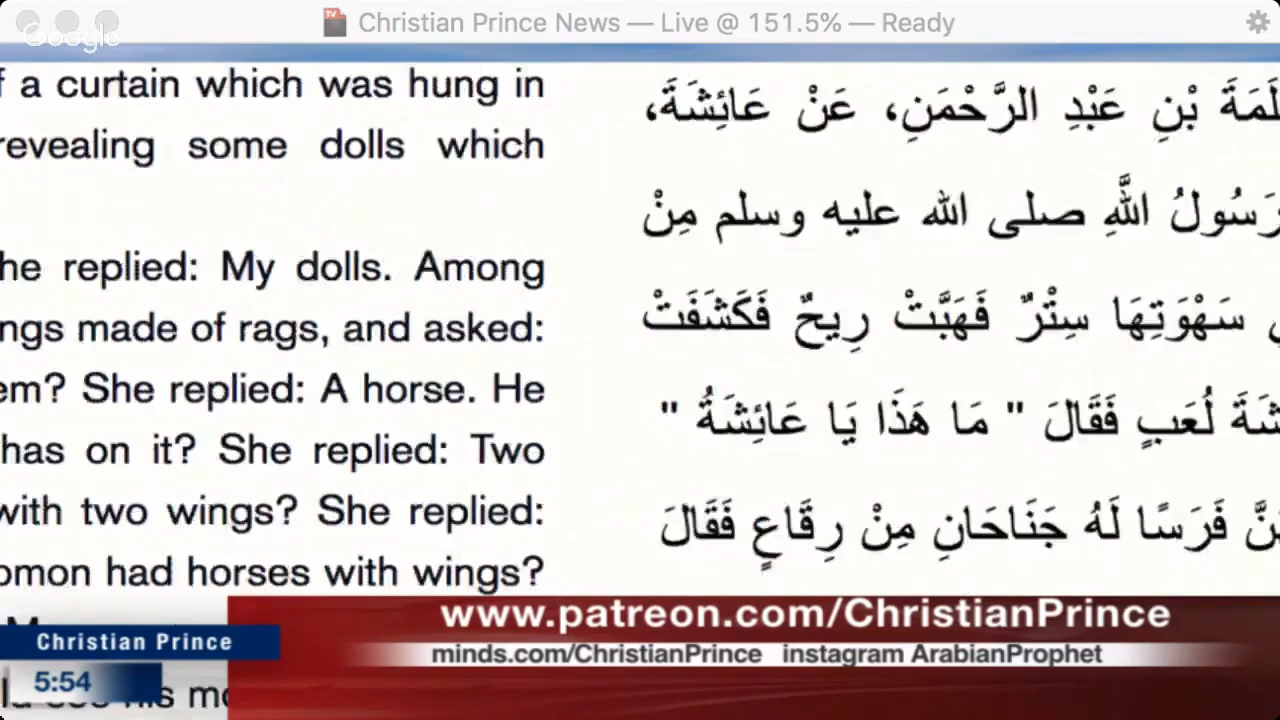 Christian Prince News — Live @ 151.5% — Ready
Google
f a curtain which was hung in
revealing some dolls which
he replied: My dolls. Among
ngs made of rags, and asked:
em? She replied: A horse. He
has on it? She replied: Two
with two wings? She replied:
omon had horses with wings?
لَمَةَ بْنِ عَبْدِ الرَّحْمَنِ، عَنْ عَائِشَةَ،
رَسُولُ اللَّهِ صلى الله عليه وسلم مِنْ
سَهْوَتِهَا سِتْرٌ فَهَبَّتْ رِيحٌ فَكَشَفَتْ
شَةَ لُعَبٍ فَقَالَ " مَا هَذَا يَا عَائِشَةُ "
نَّ فَرَسًا لَهُ جَنَاحَانِ مِنْ رِقَاعٍ فَقَالَ
www.patreon.com/ChristianPrince
Christian Prince
minds.com/ChristianPrince instagram ArabianProphet
5:54